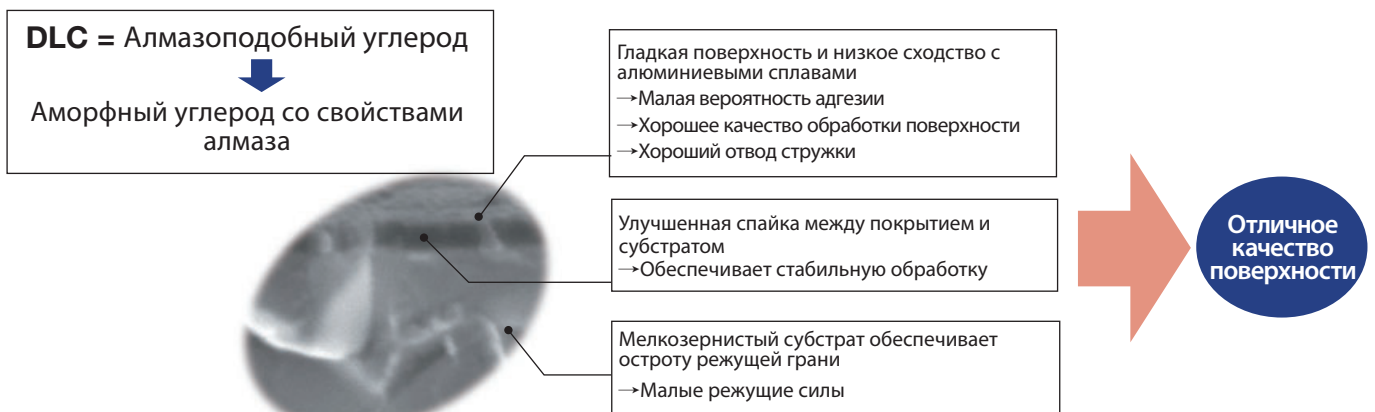 DLC = Алмазоподобный углерод
Аморфный углерод со свойствами
алмаза
Гладкая поверхность и низкое сходство с
алюминиевыми сплавами
→Малая вероятность адгезии
→Хорошее качество обработки поверхности
→Хороший отвод стружки
Улучшенная спайка между покрытием и
субстратом
→Обеспечивает стабильную обработку
Мелкозернистый субстрат обеспечивает
остроту режущей грани
→Малые режущие силы
Отличное
качество
поверхности